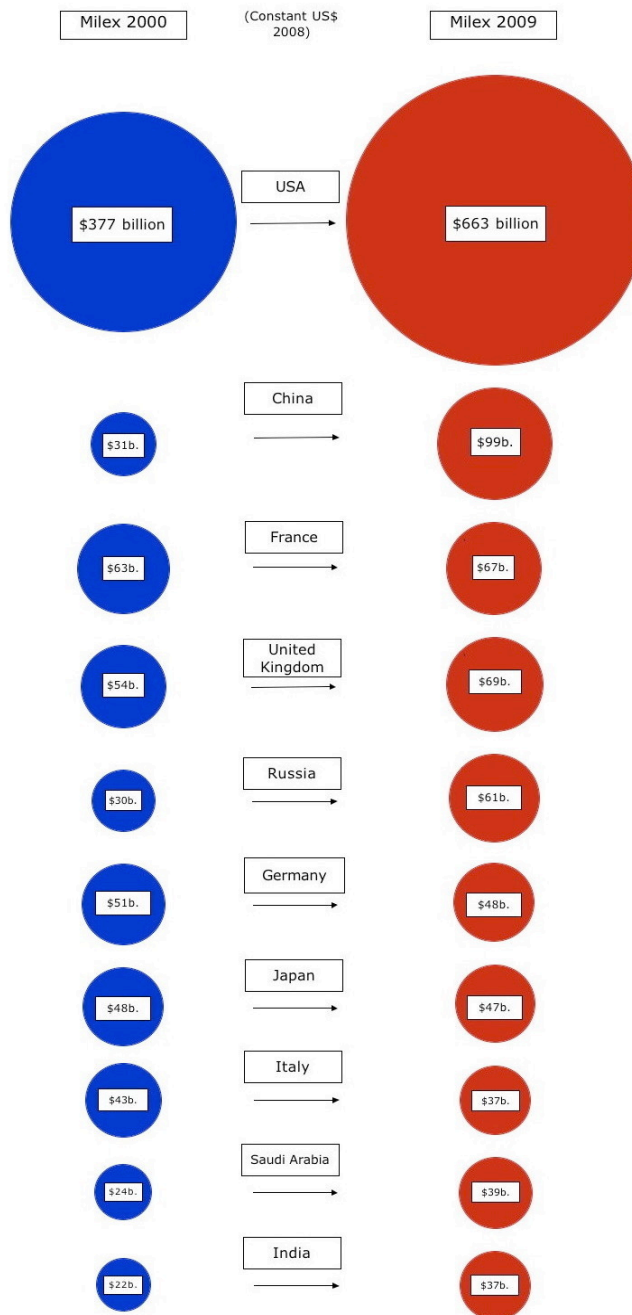 Milex 2000
(Constant US$
2008)
Milex 2009
USA
$377 billion
$663 billion
China
$31b.
$99b.
France
$63b.
$67b.
United
Kingdom
$54b.
$69b.
Russia
$30b.
$61b.
Germany
$51b.
$48b.
Japan
$48b.
$47b.
Italy
$43b.
$37b.
Saudi Arabia
$24b.
$39b.
India
$22b.
$37b.